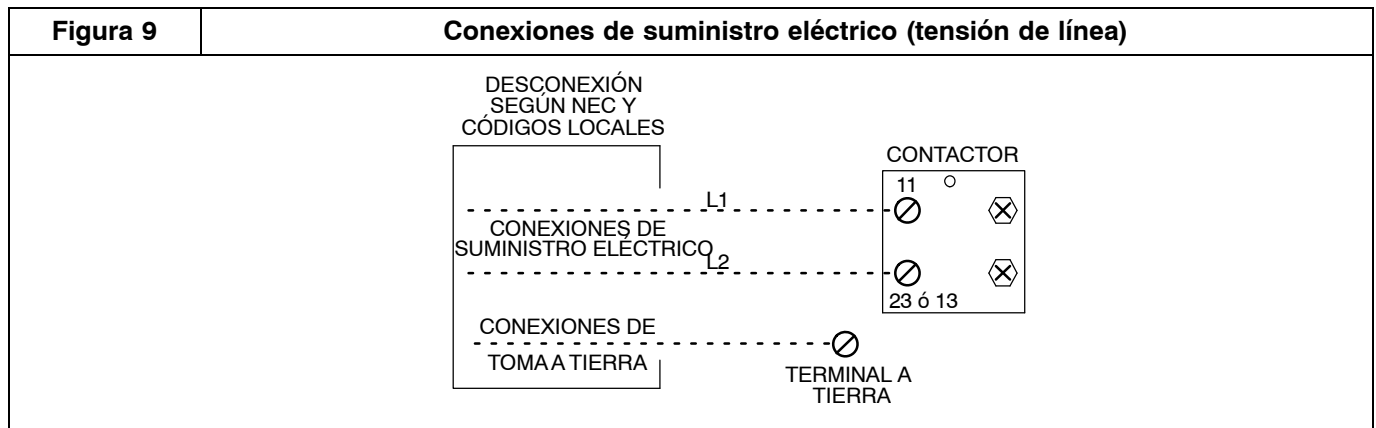 Figura 9
Conexiones de suministro eléctrico (tensión de línea)
DESCONEXIÓN
SEGÚN NEC Y
CÓDIGOS LOCALES
CONTACTOR
11
L1
CONEXIONES DE
SUMINISTRO ELÉCTRICO
L2
23 ó 13
CONEXIONES DE
TOMA A TIERRA
TERMINAL A
TIERRA